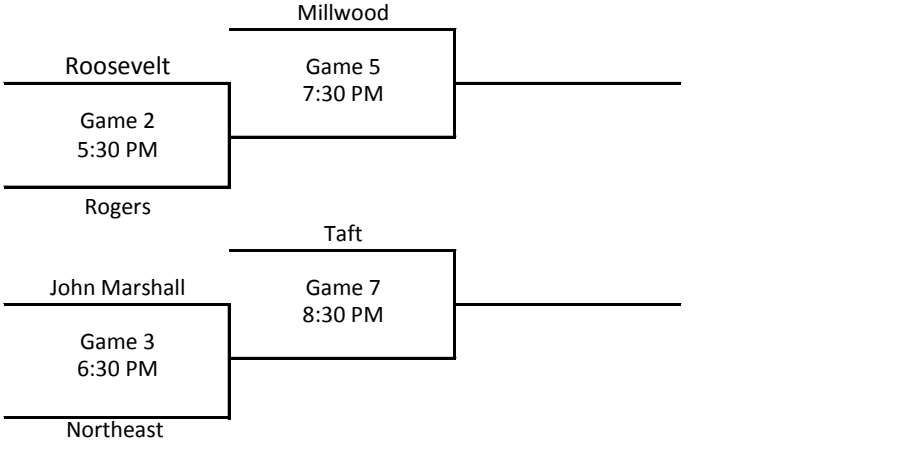 Millwood
Roosevelt
Game 5
7:30 PM
Game 2
5:30 PM
Rogers
Taft
John Marshall
Game 7
8:30 PM
Game 3
6:30 PM
Northeast